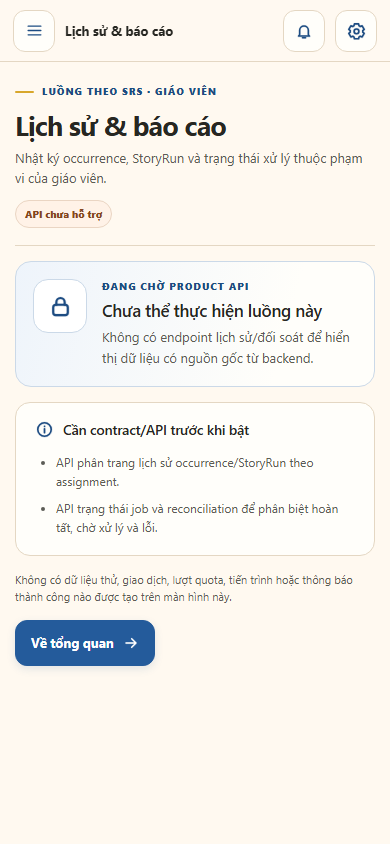 Lịch sử & báo cáo
LUỒNG THEO SRS · GIÁO VIÊN
Lịch sử & báo cáo
Nhật ký occurrence, StoryRun và trạng thái xử lý thuộc phạm
vi của giáo viên.
API chưa hỗ trợ
ĐANG CHỜ PRODUCT API
Chưa thể thực hiện luồng này
Không có endpoint lịch sử/đối soát để hiển
thị dữ liệu có nguồn gốc từ backend.
Cần contract/API trước khi bật
• API phân trang lịch sử occurrence/StoryRun theo
assignment.
• API trạng thái job và reconciliation để phân biệt hoàn
tất, chờ xử lý và lỗi.
Không có dữ liệu thử, giao dịch, lượt quota, tiến trình hoặc thông báo
thành công nào được tạo trên màn hình này.
Về tổng quan →